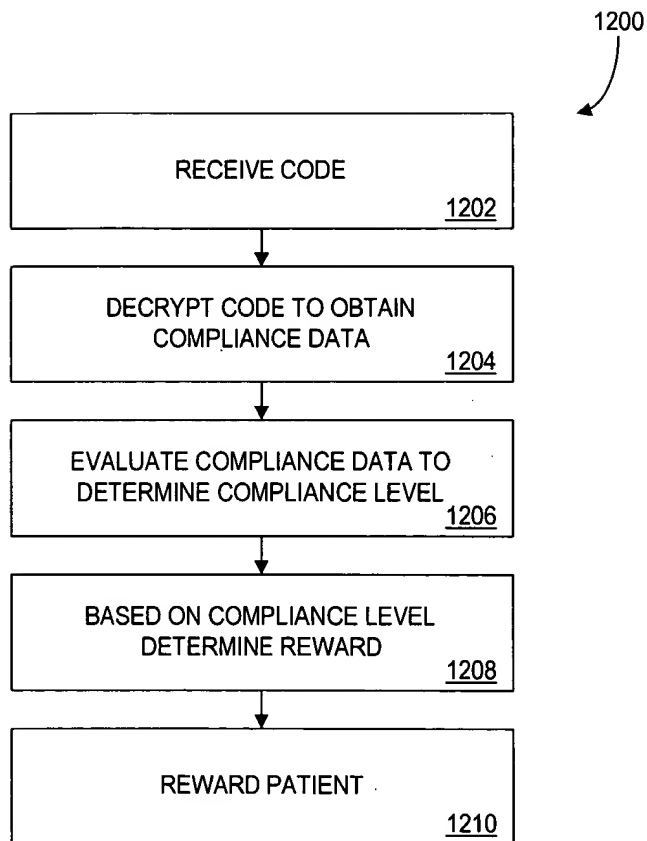 1200
RECEIVE CODE
1202
DECRYPT CODE TO OBTAIN
COMPLIANCE DATA
1204
EVALUATE COMPLIANCE DATA TO
DETERMINE COMPLIANCE LEVEL
1206
BASED ON COMPLIANCE LEVEL
DETERMINE REWARD
1208
REWARD PATIENT
1210